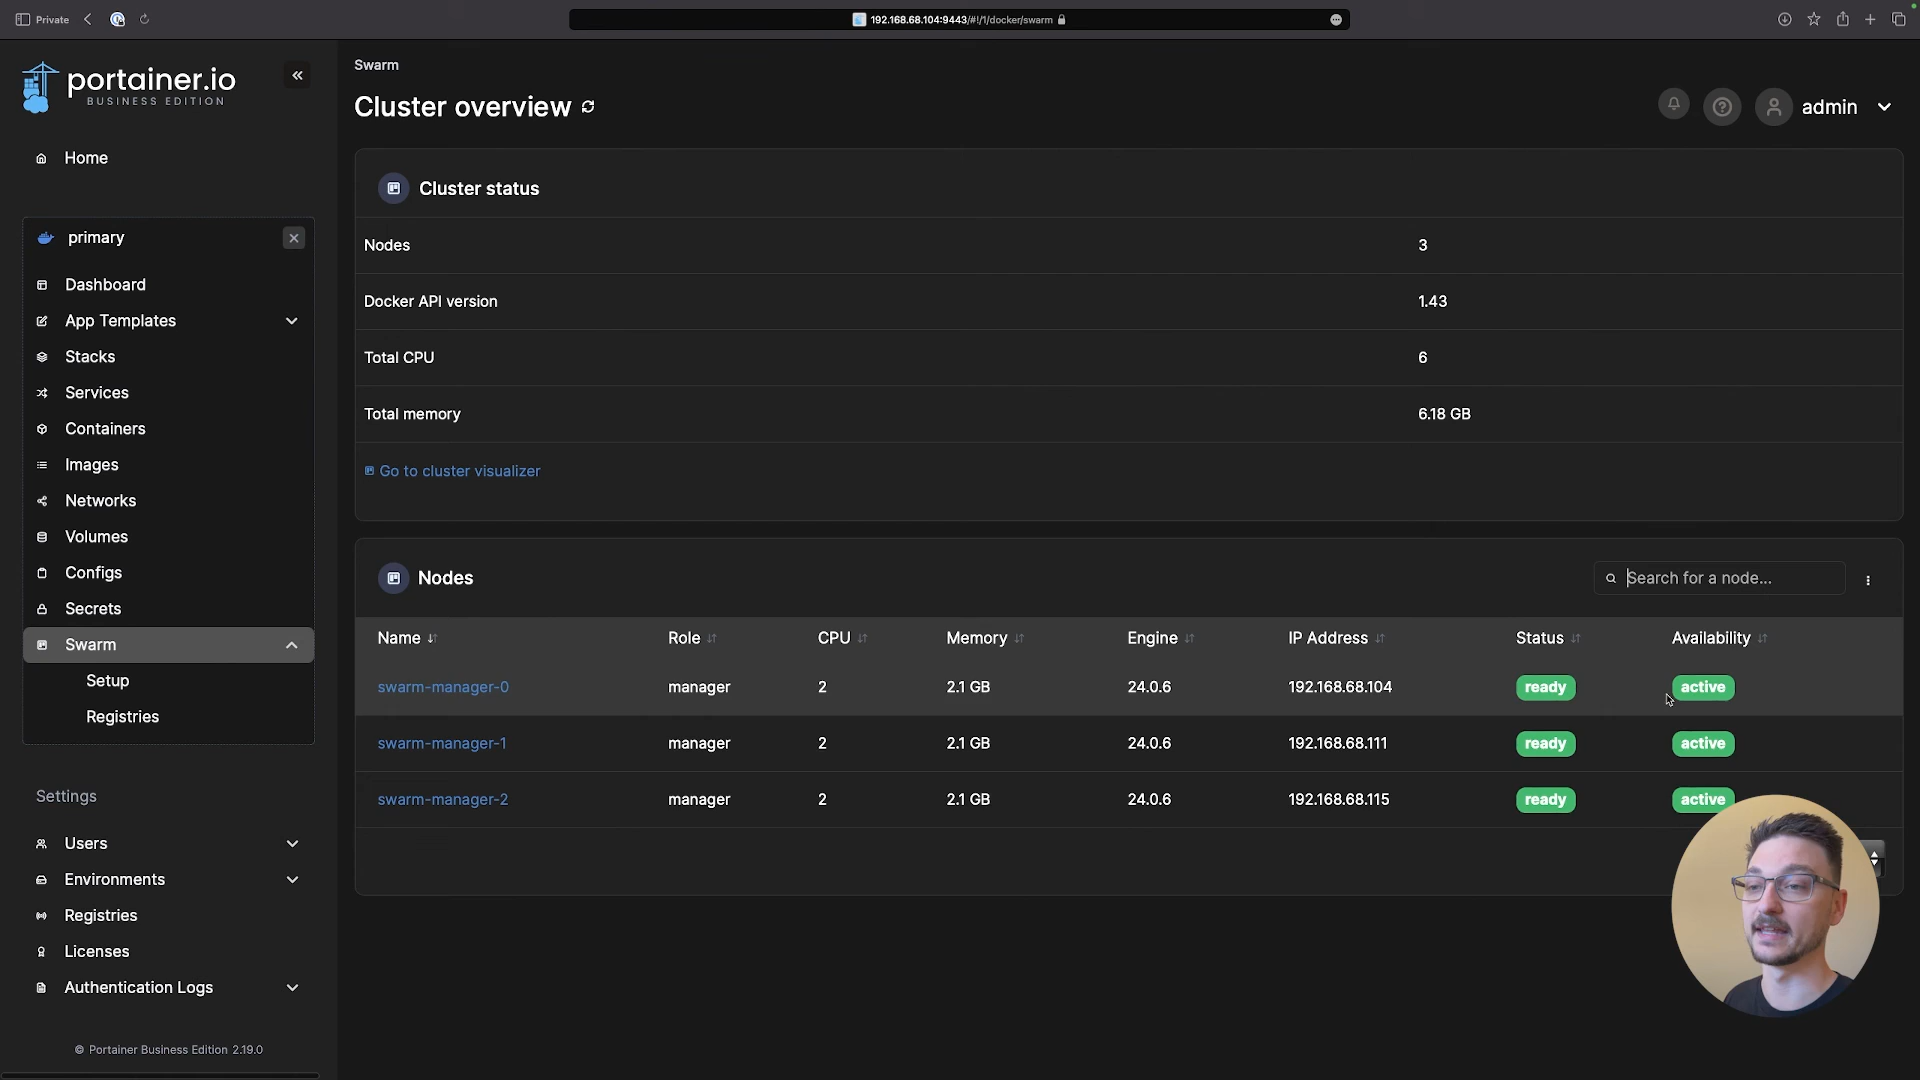 Private
192.168.68.104:9443/#!/1/docker/swarm
portainer.io
BUSINESS EDITION
Home
primary
Dashboard
App Templates
Stacks
Services
Containers
Images
Networks
Volumes
Configs
Secrets
Swarm
Setup
Registries
Settings
Users
Environments
Registries
Licenses
Authentication Logs
© Portainer Business Edition 2.19.0
Swarm
Cluster overview
admin
Cluster status
Nodes 3
Docker API version 1.43
Total CPU 6
Total memory 6.18 GB
Go to cluster visualizer
Nodes
Search for a node...
Name Role CPU Memory Engine IP Address Status Availability
swarm-manager-0 manager 2 2.1 GB 24.0.6 192.168.68.104 ready active
swarm-manager-1 manager 2 2.1 GB 24.0.6 192.168.68.111 ready active
swarm-manager-2 manager 2 2.1 GB 24.0.6 192.168.68.115 ready active